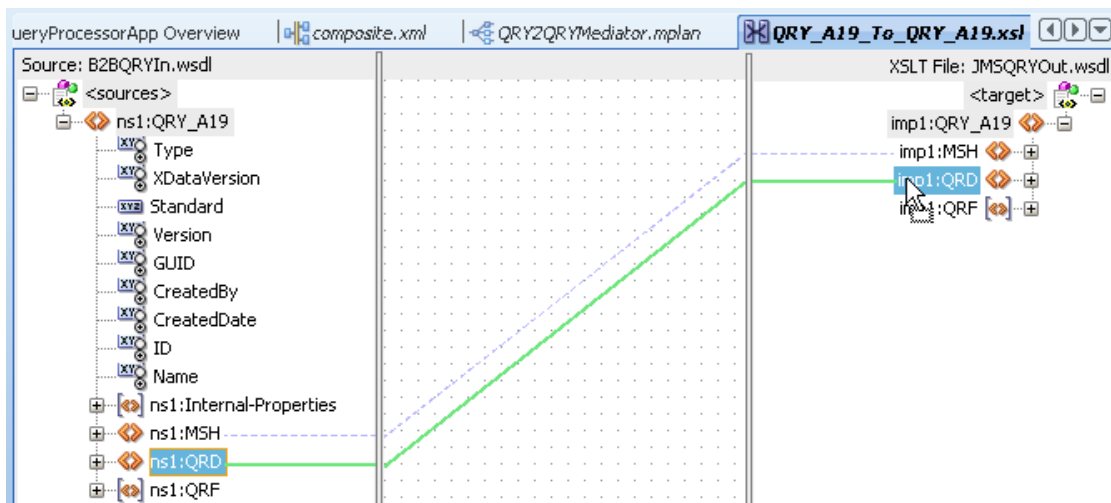 ueryProcessorApp Overview composite.xml QRY2QRYMediator.mplan QRY_A19_To_QRY_A19.xsl
Source: B2BQRYIn.wsdl XSLT File: JMSQRYOut.wsdl
<sources> <target>
ns1:QRY_A19 imp1:QRY_A19
Type imp1:MSH
XDataVersion imp1:QRD
Standard imp1:QRF
Version
GUID
CreatedBy
CreatedDate
ID
Name
ns1:Internal-Properties
ns1:MSH
ns1:QRD
ns1:QRF